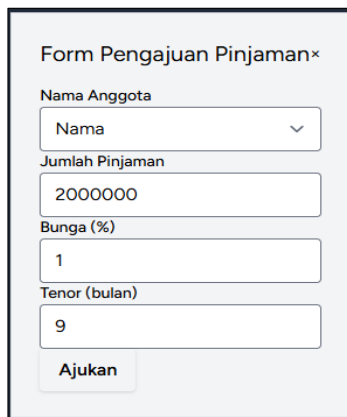 Form Pengajuan Pinjaman×
Nama Anggota
Nama
Jumlah Pinjaman
2000000
Bunga (%)
1
Tenor (bulan)
9
Ajukan